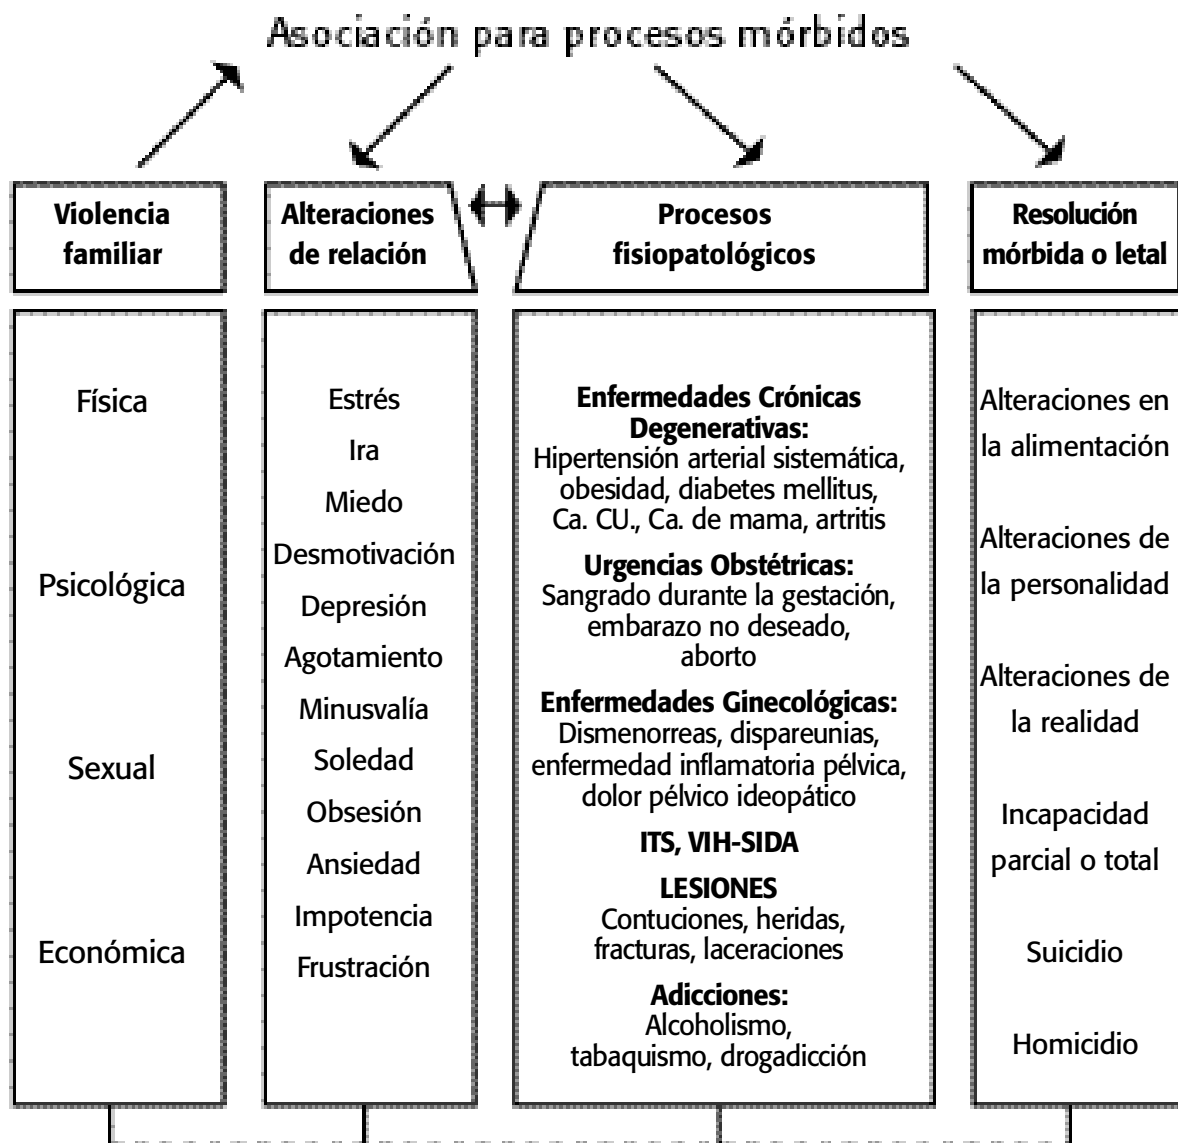 Asociación para procesos mórbidos
Violencia
familiar
Alteraciones
de relación
Procesos
fisiopatológicos
Resolución
mórbida o letal
Física
Psicológica
Sexual
Económica
Estrés
Ira
Miedo
Desmotivación
Depresión
Agotamiento
Minusvalía
Soledad
Obsesión
Ansiedad
Impotencia
Frustración
Enfermedades Crónicas
Degenerativas:
Hipertensión arterial sistemática,
obesidad, diabetes mellitus,
Ca. CU., Ca. de mama, artritis
Urgencias Obstétricas:
Sangrado durante la gestación,
embarazo no deseado,
aborto
Enfermedades Ginecológicas:
Dismenorreas, dispareunias,
enfermedad inflamatoria pélvica,
dolor pélvico ideopático
ITS, VIH-SIDA
LESIONES
Contuciones, heridas,
fracturas, laceraciones
Adicciones:
Alcoholismo,
tabaquismo, drogadicción
Alteraciones en
la alimentación
Alteraciones de
la personalidad
Alteraciones de
la realidad
Incapacidad
parcial o total
Suicidio
Homicidio